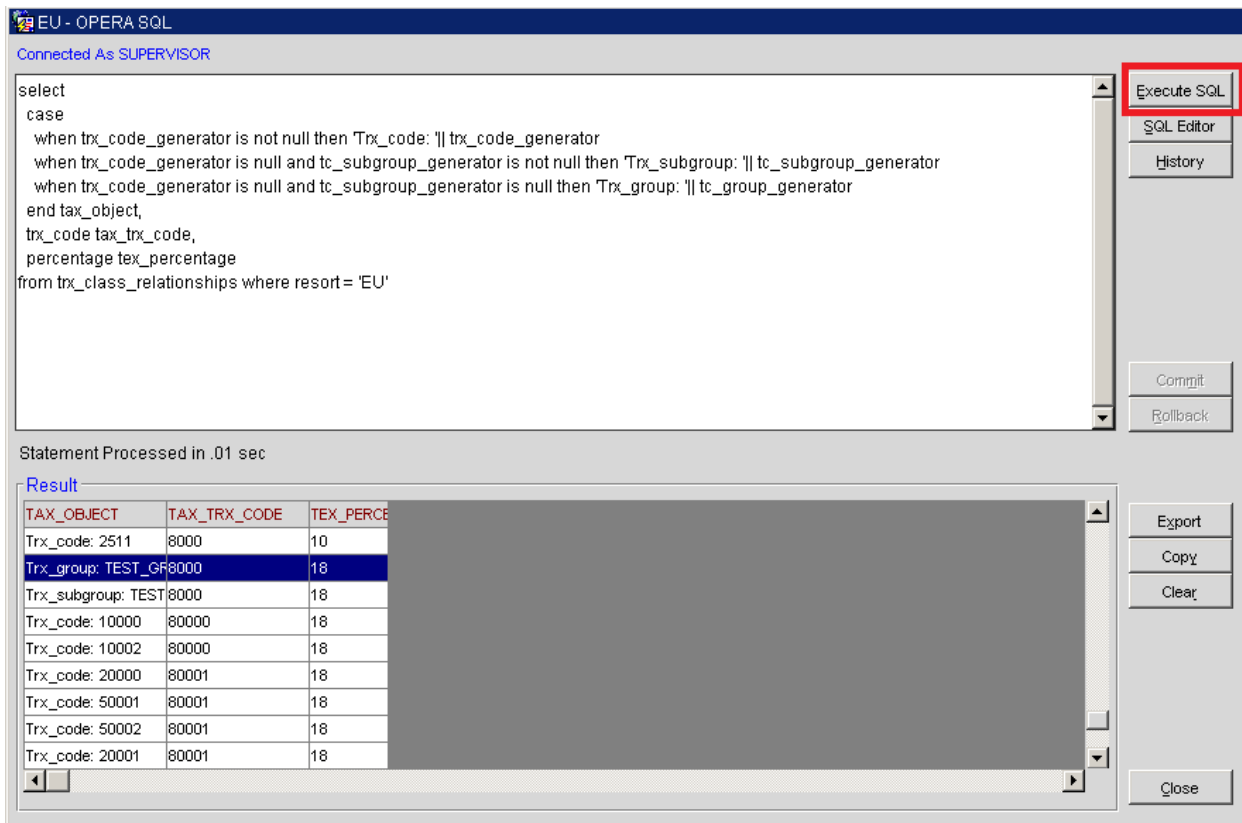 EU - OPERA SQL
Connected As SUPERVISOR
select
case
when trx_code_generator is not null then 'Trx_code: '|| trx_code_generator
when trx_code_generator is null and tc_subgroup_generator is not null then 'Trx_subgroup: '|| tc_subgroup_generator
when trx_code_generator is null and tc_subgroup_generator is null then 'Trx_group: '|| tc_group_generator
end tax_object,
trx_code tax_trx_code,
percentage tex_percentage
from trx_class_relationships where resort = 'EU'
Execute SQL
SQL Editor
History
Commit
Rollback
Statement Processed in .01 sec
Result
TAX_OBJECT TAX_TRX_CODE TEX_PERCE
Trx_code: 2511 8000 10
Trx_group: TEST_GR 8000 18
Trx_subgroup: TEST 8000 18
Trx_code: 10000 80000 18
Trx_code: 10002 80000 18
Trx_code: 20000 80001 18
Trx_code: 50001 80001 18
Trx_code: 50002 80001 18
Trx_code: 20001 80001 18
Export
Copy
Clear
Close